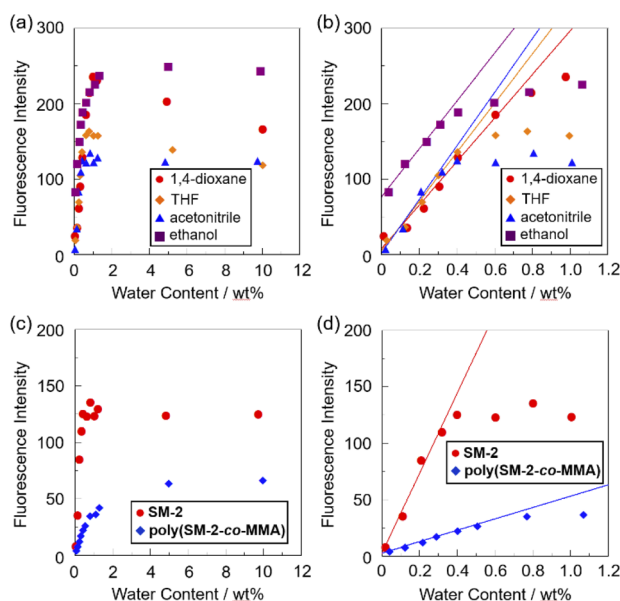 (a)
300
200
100
0
Fluorescence Intensity
1,4-dioxane
THF
acetonitrile
ethanol
0 2 4 6 8 10 12
Water Content / wt%
(b)
300
200
100
0
Fluorescence Intensity
1,4-dioxane
THF
acetonitrile
ethanol
0 0.2 0.4 0.6 0.8 1.0 1.2
Water Content / wt%
(c)
200
150
100
50
0
Fluorescence Intensity
SM-2
poly(SM-2-co-MMA)
0 2 4 6 8 10 12
Water Content / wt%
(d)
200
150
100
50
0
Fluorescence Intensity
SM-2
poly(SM-2-co-MMA)
0 0.2 0.4 0.6 0.8 1.0 1.2
Water Content / wt%